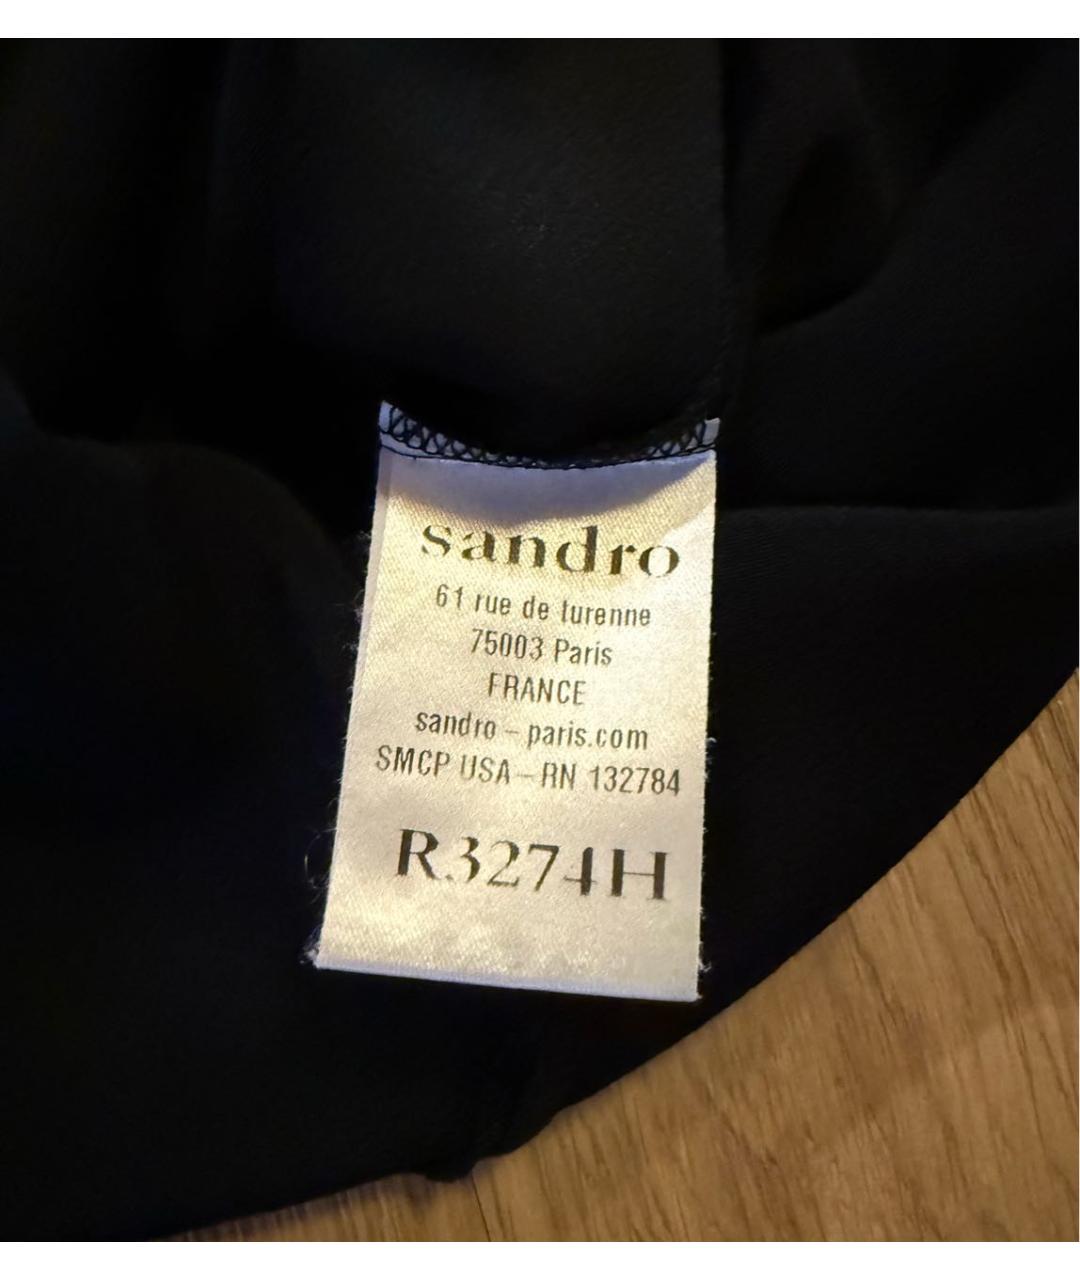 sandro
61 rue de turenne
75003 Paris
FRANCE
sandro - paris.com
SMCP USA - RN 132784
R3274H